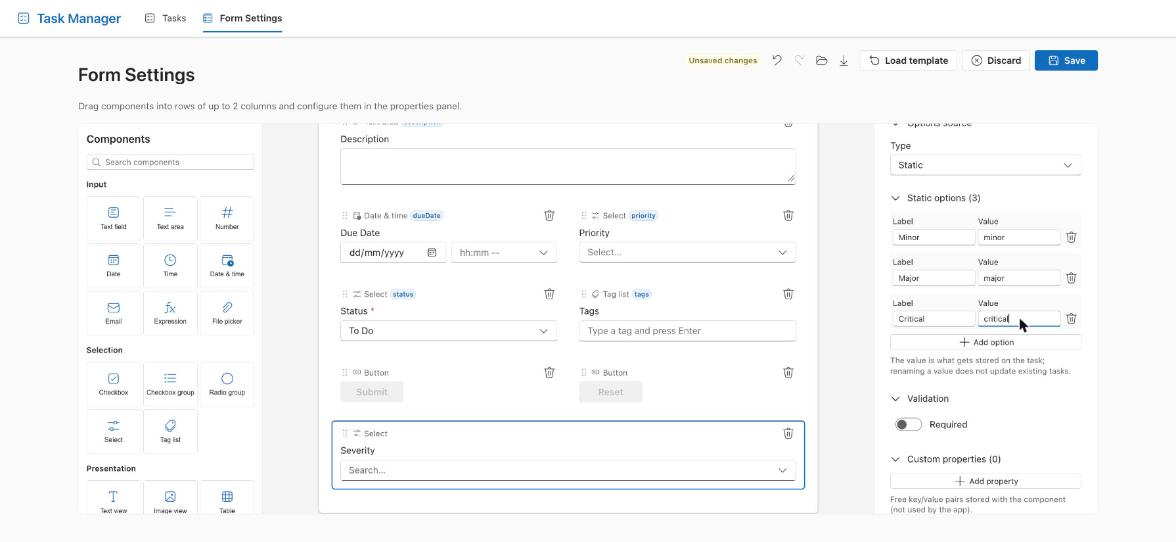 Task Manager
Tasks
Form Settings
Form Settings
Unsaved changes
Load template
Discard
Save
Drag components into rows of up to 2 columns and configure them in the properties panel.
Components
Search components
Input
Text field
Text area
Number
Date
Time
Date & time
Email
fx
Expression
File picker
Selection
Checkbox
Checkbox group
Radio group
Select
Tag list
Presentation
Text view
Image view
Table
Description
Date & time dueDate
Due Date
dd/mm/yyyy
hh:mm --
Select priority
Priority
Select...
Select status
Status *
To Do
Tag list tags
Tags
Type a tag and press Enter
Button
Submit
Button
Reset
Select
Severity
Search...
Options source
Type
Static
Static options (3)
Label Value
Minor minor
Label Value
Major major
Label Value
Critical critical
Add option
The value is what gets stored on the task;
renaming a value does not update existing tasks.
Validation
Required
Custom properties (0)
Add property
Free key/value pairs stored with the component
(not used by the app).